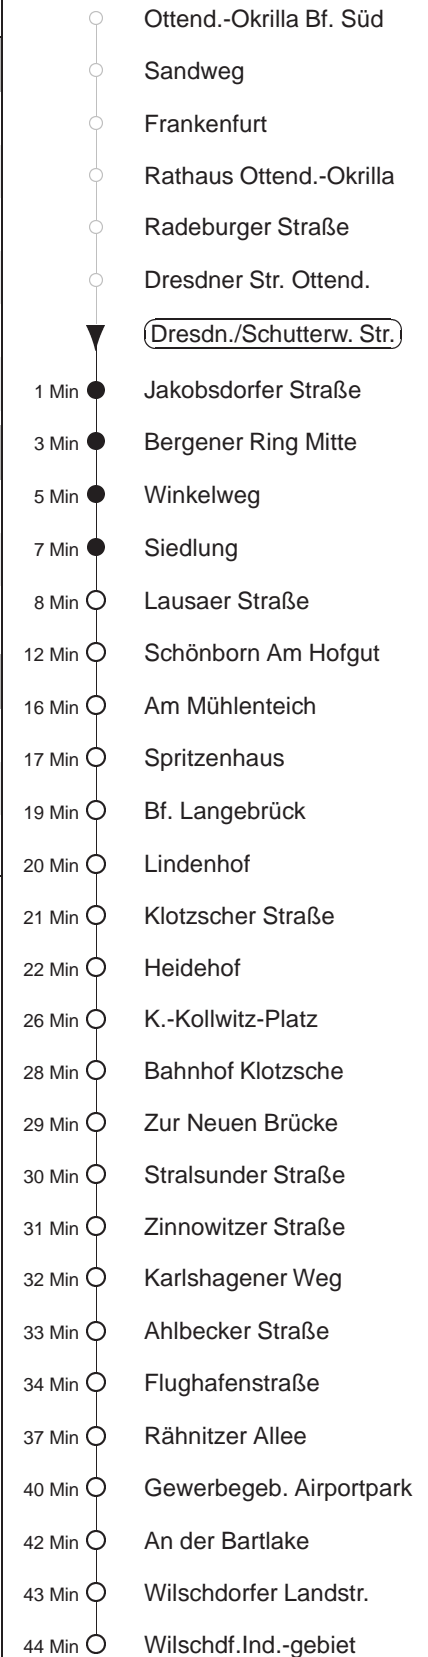 Ottend.-Okrilla Bf. Süd
Sandweg
Frankenfurt
Rathaus Ottend.-Okrilla
Radeburger Straße
Dresdner Str. Ottend.
Dresdn./Schutterw. Str.
1 Min Jakobsdorfer Straße
3 Min Bergener Ring Mitte
5 Min Winkelweg
7 Min Siedlung
8 Min Lausaer Straße
12 Min Schönborn Am Hofgut
16 Min Am Mühlenteich
17 Min Spritzenhaus
19 Min Bf. Langebrück
20 Min Lindenhof
21 Min Klotzscher Straße
22 Min Heidehof
26 Min K.-Kollwitz-Platz
28 Min Bahnhof Klotzsche
29 Min Zur Neuen Brücke
30 Min Stralsunder Straße
31 Min Zinnowitzer Straße
32 Min Karlshagener Weg
33 Min Ahlbecker Straße
34 Min Flughafenstraße
37 Min Rähnitzer Allee
40 Min Gewerbegeb. Airportpark
42 Min An der Bartlake
43 Min Wilschdorfer Landstr.
44 Min Wilschdf.Ind.-gebiet